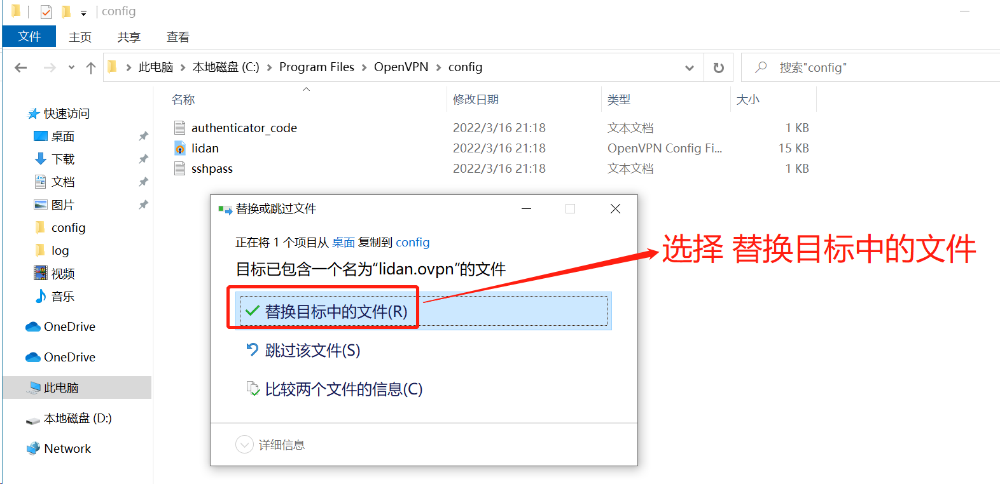 config
文件 主页 共享 查看
此电脑 本地磁盘 (C:) Program Files OpenVPN config 搜索"config"
名称 修改日期 类型 大小
authenticator_code 2022/3/16 21:18 文本文档 1 KB
lidan 2022/3/16 21:18 OpenVPN Config Fi... 15 KB
sshpass 2022/3/16 21:18 文本文档 1 KB
快速访问
桌面
下载
文档
图片
config
log
视频
音乐
OneDrive
OneDrive
此电脑
本地磁盘 (D:)
Network
替换或跳过文件
正在将 1 个项目从 桌面 复制到 config
目标已包含一个名为“lidan.ovpn”的文件
替换目标中的文件(R)
跳过该文件(S)
比较两个文件的信息(C)
详细信息
选择 替换目标中的文件